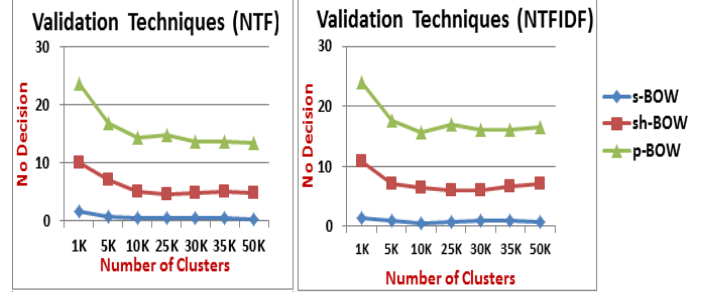 Validation Techniques (NTF)
No Decision
30
20
10
0
1K 5K 10K 25K 30K 35K 50K
Number of Clusters
Validation Techniques (NTFIDF)
No Decision
30
20
10
0
1K 5K 10K 25K 30K 35K 50K
Number of Clusters
s-BOW
sh-BOW
p-BOW